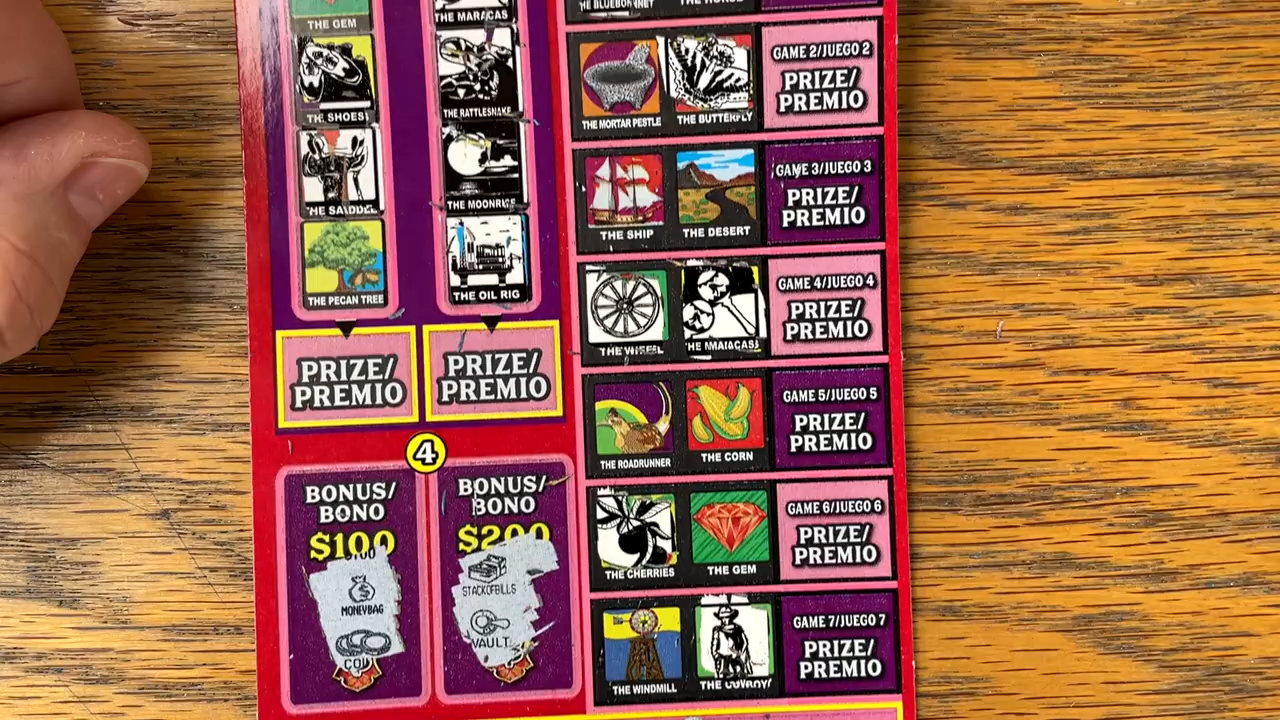 THE GEM
THE SHOES
THE SADDLE
THE PECAN TREE
PRIZE/
PREMIO
THE MARACAS
THE RATTLESNAKE
THE MOONRISE
THE OIL RIG
PRIZE/
PREMIO
4
BONUS/
BONO
$100
MONEYBAG
COIN
BONUS/
BONO
$200
STACKOFBILLS
VAULT
THE BLUEBONNET THE HORSE
THE MORTAR PESTLE THE BUTTERFLY
GAME 2/JUEGO 2
PRIZE/
PREMIO
THE SHIP THE DESERT
GAME 3/JUEGO 3
PRIZE/
PREMIO
THE WHEEL THE MARACAS
GAME 4/JUEGO 4
PRIZE/
PREMIO
THE ROADRUNNER THE CORN
GAME 5/JUEGO 5
PRIZE/
PREMIO
THE CHERRIES THE GEM
GAME 6/JUEGO 6
PRIZE/
PREMIO
THE WINDMILL THE COWBOY
GAME 7/JUEGO 7
PRIZE/
PREMIO